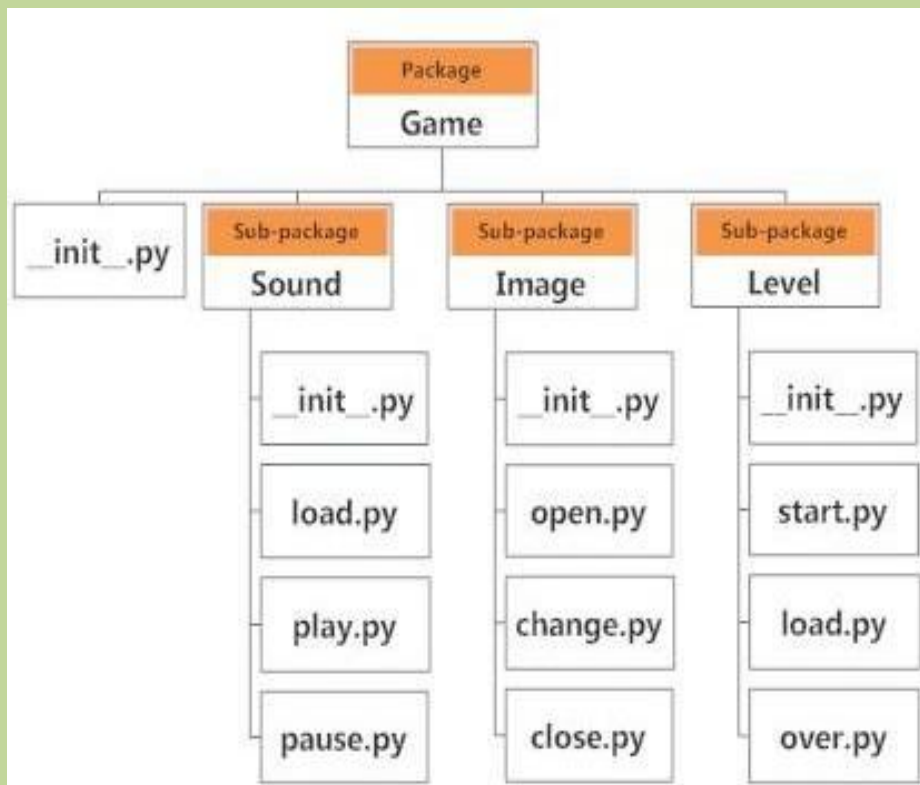 Package
Game
__init__.py
Sub-package
Sound
Sub-package
Image
Sub-package
Level
__init__.py
load.py
play.py
pause.py
__init__.py
open.py
change.py
close.py
__init__.py
start.py
load.py
over.py